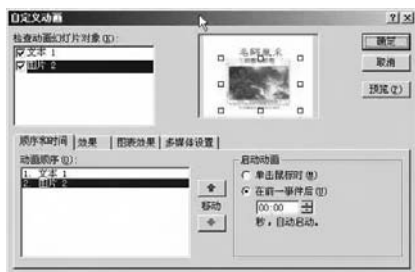 自定义动画
检查动画幻灯片对象(K):
文本 1
图片 2
确定
取消
预览(P)
顺序和时间 效果 图表效果 多媒体设置
动画顺序(O):
1. 文本 1
2. 图片 2
移动
启动动画
单击鼠标时(M)
在前一事件后(U)
00:00
秒，自动启动。